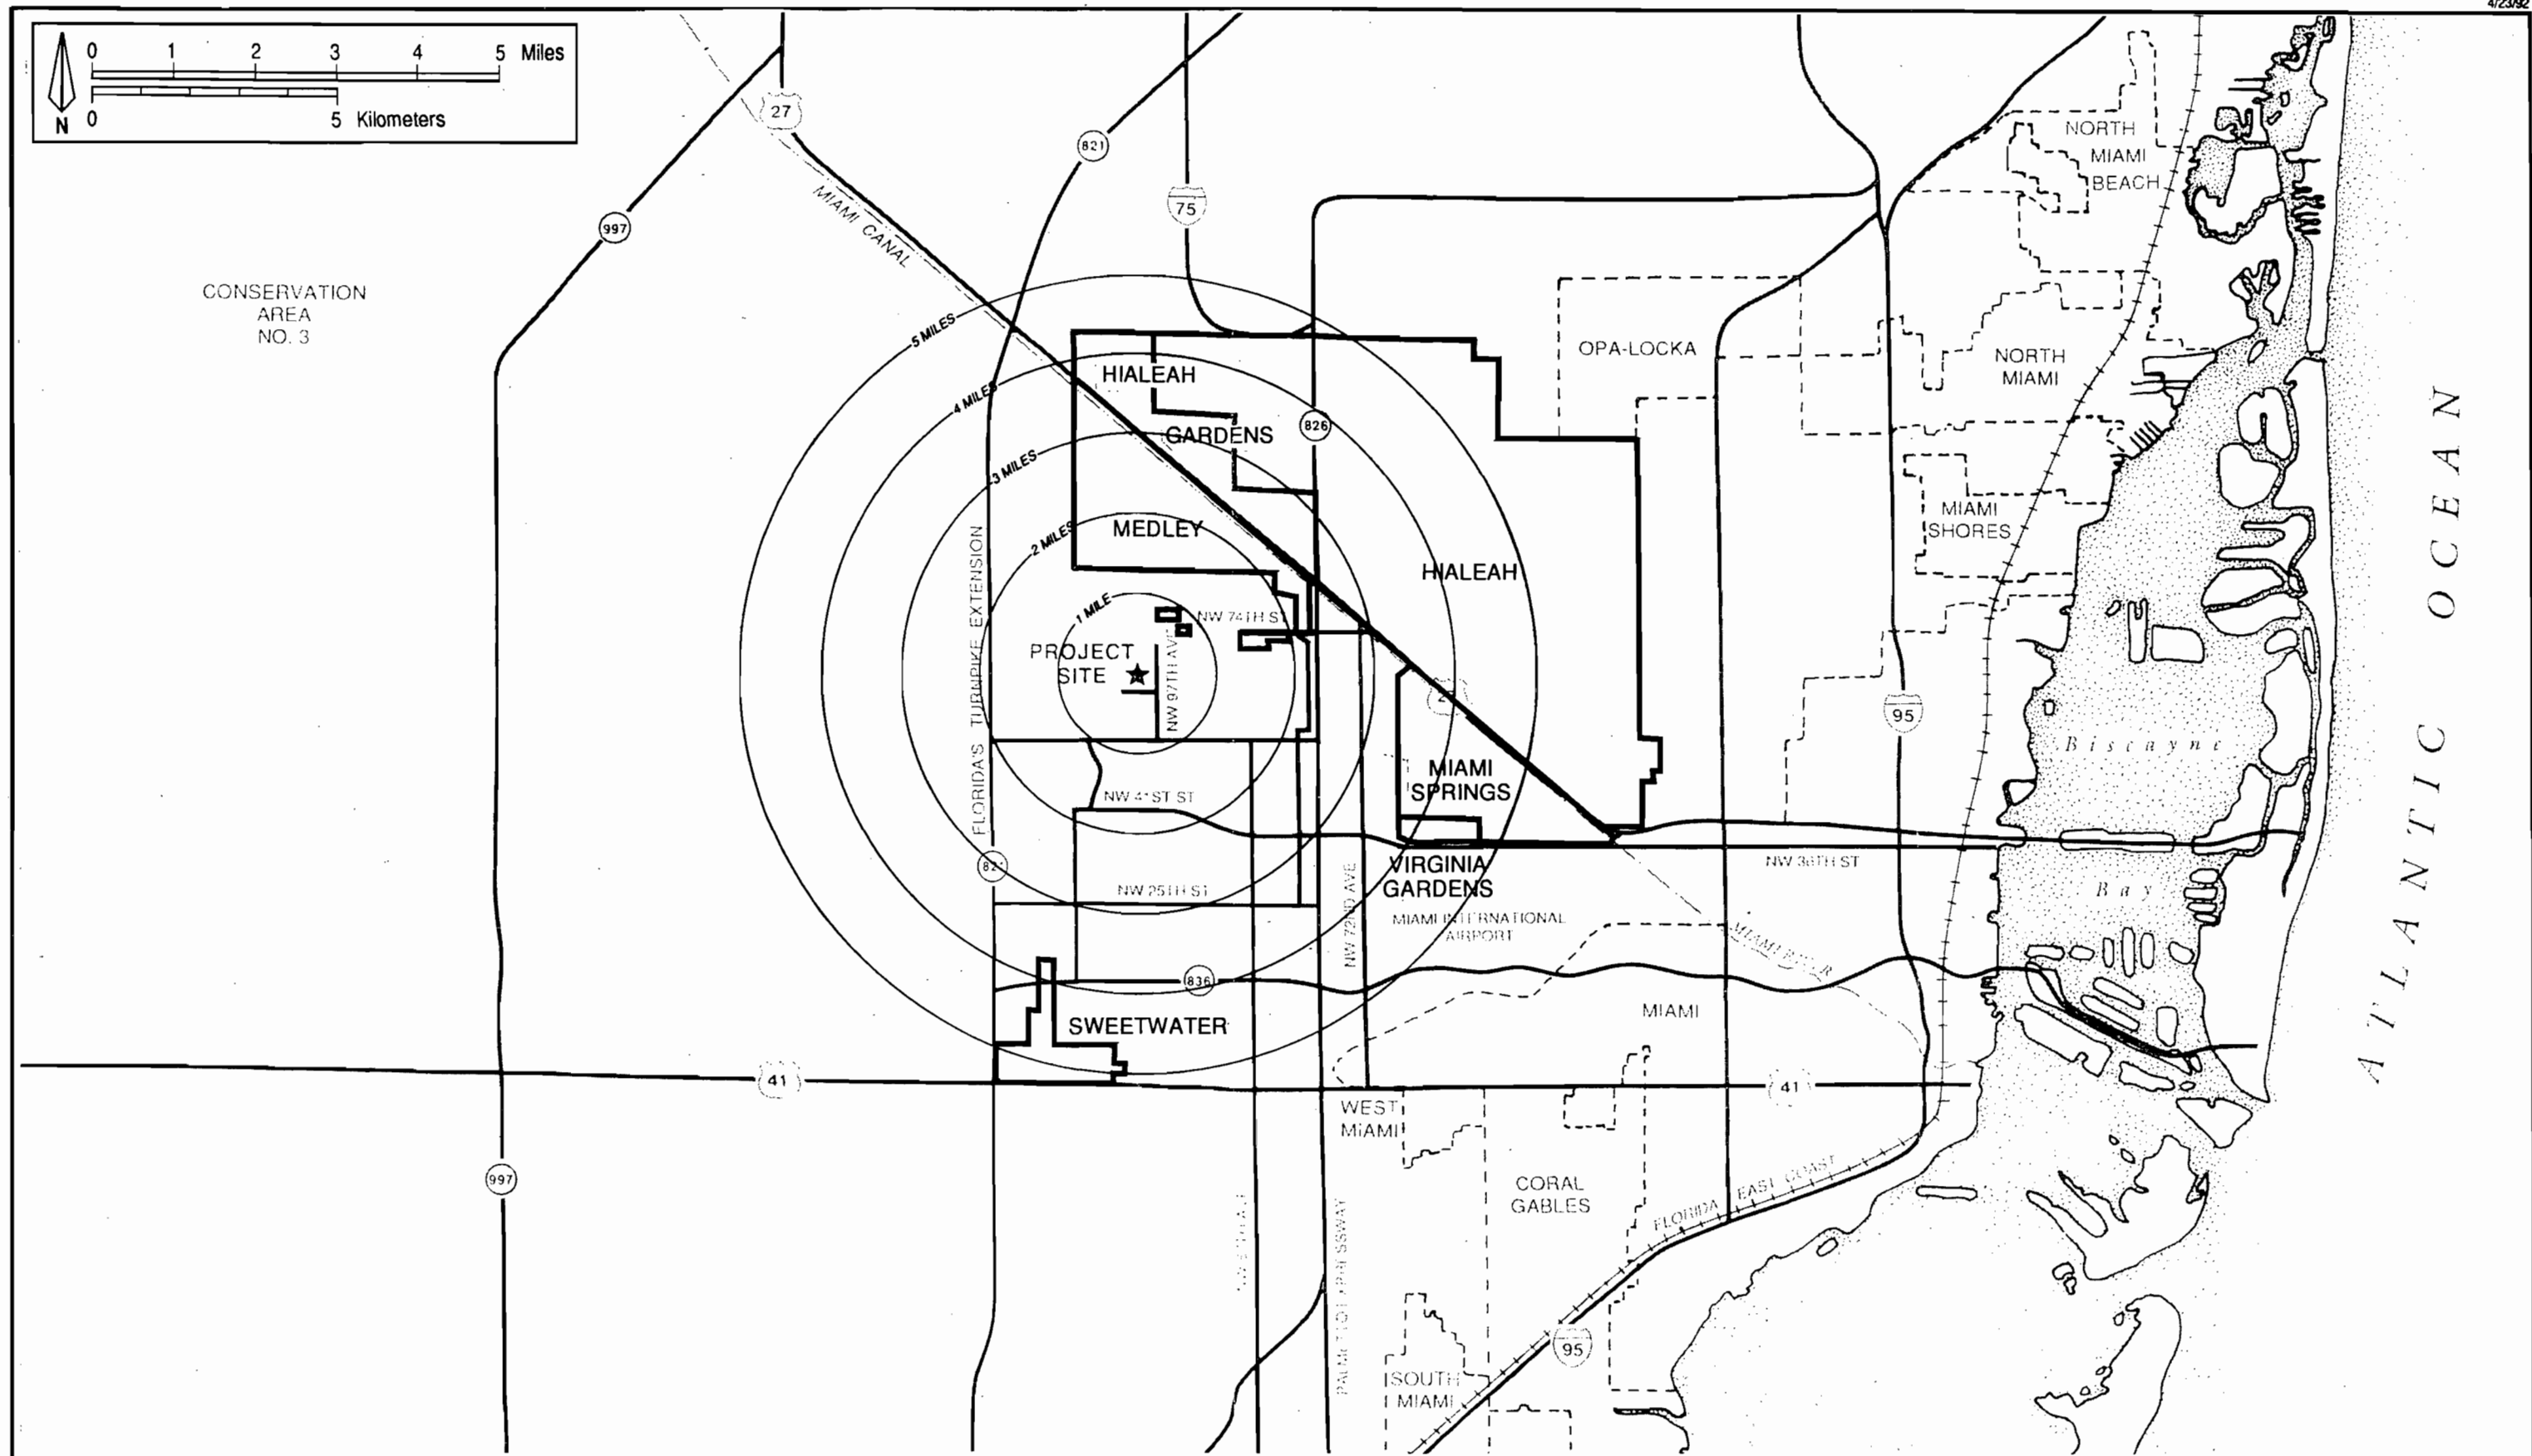 4/23/92
0 1 2 3 4 5 Miles
0 5 Kilometers
N
27
821
997
75
MIAMI CANAL
CONSERVATION
AREA
NO. 3
NORTH
MIAMI
BEACH
5 MILES
4 MILES
3 MILES
2 MILES
1 MILE
HIALEAH
GARDENS
826
OPA-LOCKA
NORTH
MIAMI
MEDLEY
HIALEAH
MIAMI
SHORES
FLORIDA'S TURNPIKE EXTENSION
NW 74TH ST
NW 97TH AVE
PROJECT
SITE
95
Biscayne
Bay
ATLANTIC OCEAN
MIAMI
SPRINGS
NW 41ST ST
821
VIRGINIA
GARDENS
NW 36TH ST
NW 25TH ST
NW 72ND AVE
MIAMI INTERNATIONAL
AIRPORT
836
SWEETWATER
MIAMI
41
41
WEST
MIAMI
997
CORAL
GABLES
FLORIDA EAST COAST
PALMETTO EXPRESSWAY
95
SOUTH
MIAMI